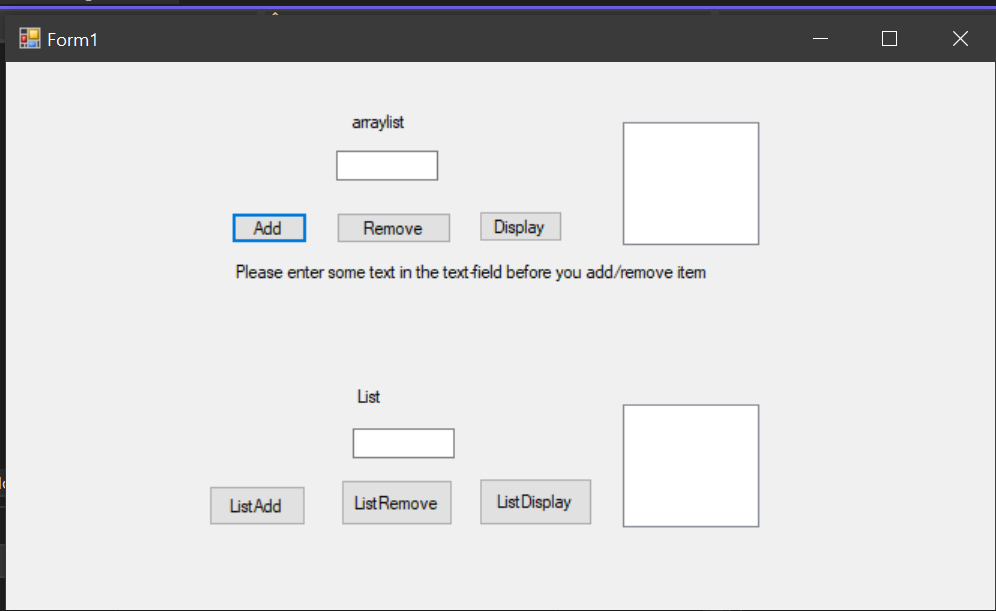 Form1
arraylist
Add Remove Display
Please enter some text in the text-field before you add/remove item
List
ListAdd ListRemove ListDisplay